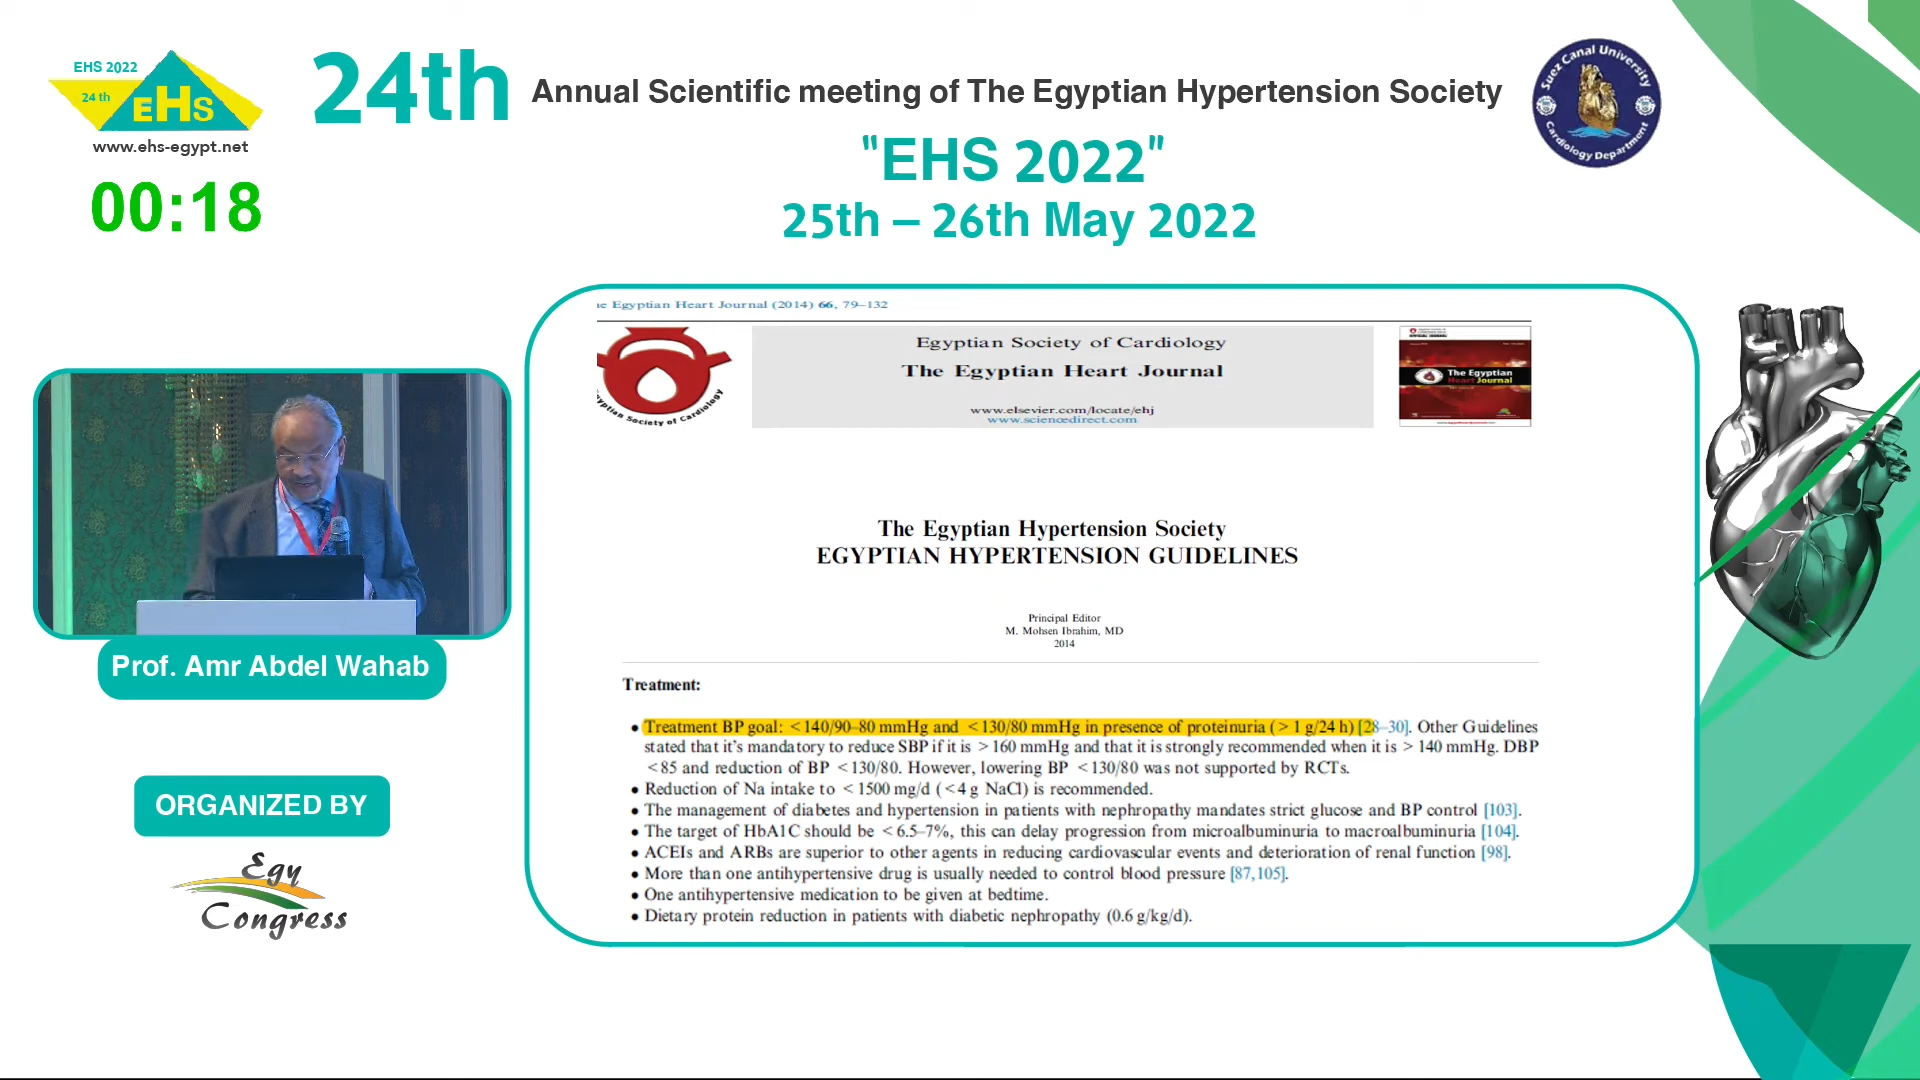 EHS 2022
24 th
EHS
www.ehs-egypt.net
00:18
24th Annual Scientific meeting of The Egyptian Hypertension Society
"EHS 2022"
25th – 26th May 2022
Suez Canal University
Cardiology Department
Prof. Amr Abdel Wahab
ORGANIZED BY
Egy
Congress
Egyptian Heart Journal (2014) 66, 79–132
Society of Cardiology
Egyptian Society of Cardiology
The Egyptian Heart Journal
www.elsevier.com/locate/ehj
www.sciencedirect.com
The Egyptian
Heart Journal
The Egyptian Hypertension Society
EGYPTIAN HYPERTENSION GUIDELINES
Principal Editor
M. Mohsen Ibrahim, MD
2014
Treatment:
• Treatment BP goal: <140/90–80 mmHg and <130/80 mmHg in presence of proteinuria (> 1 g/24 h) [28–30]. Other Guidelines
stated that it's mandatory to reduce SBP if it is >160 mmHg and that it is strongly recommended when it is > 140 mmHg. DBP
<85 and reduction of BP <130/80. However, lowering BP <130/80 was not supported by RCTs.
• Reduction of Na intake to <1500 mg/d (<4 g NaCl) is recommended.
• The management of diabetes and hypertension in patients with nephropathy mandates strict glucose and BP control [103].
• The target of HbA1C should be <6.5–7%, this can delay progression from microalbuminuria to macroalbuminuria [104].
• ACEIs and ARBs are superior to other agents in reducing cardiovascular events and deterioration of renal function [98].
• More than one antihypertensive drug is usually needed to control blood pressure [87,105].
• One antihypertensive medication to be given at bedtime.
• Dietary protein reduction in patients with diabetic nephropathy (0.6 g/kg/d).